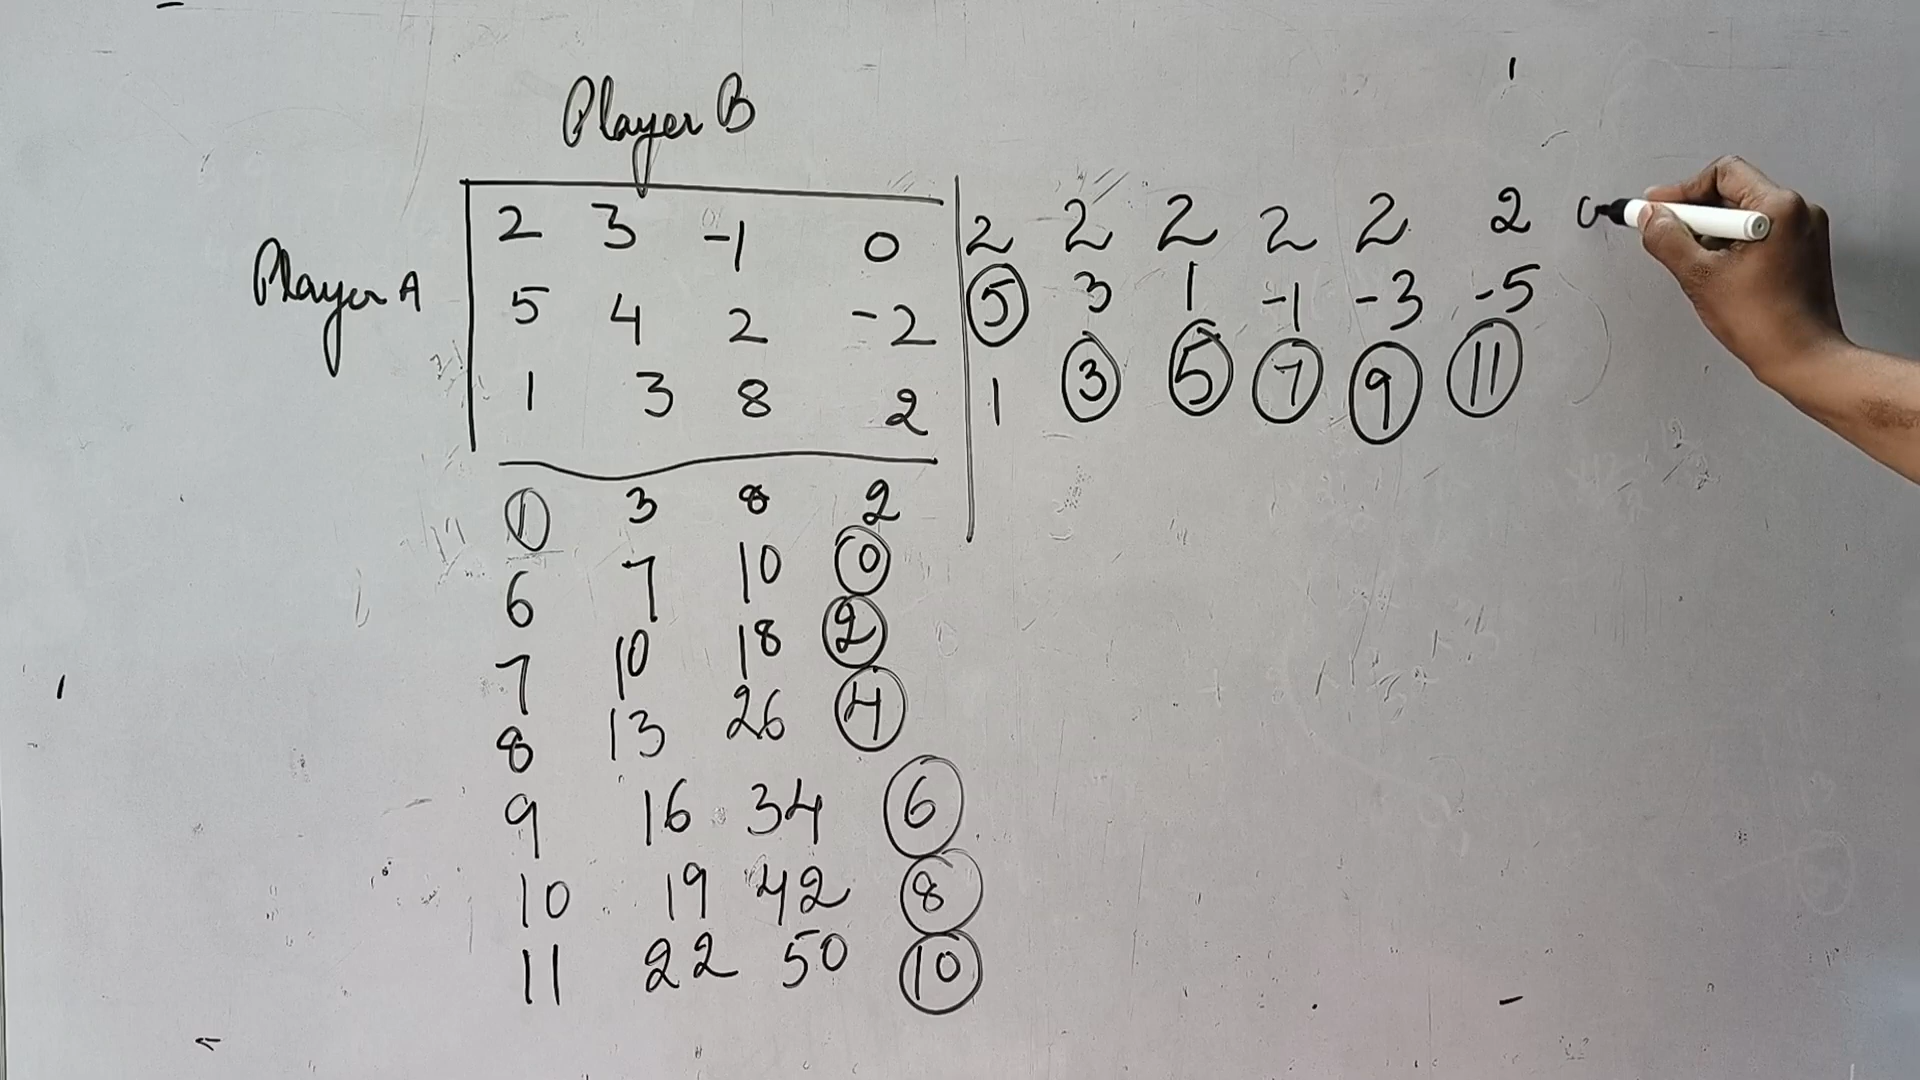 Player B
2 3 -1 0 2 2 2 2 2 2
Player A
5 4 2 -2 5 3 1 -1 -3 -5
1 3 8 2 1 3 5 7 9 11
1 3 8 2
6 7 10 0
7 10 18 2
8 13 26 4
9 16 34 6
10 19 42 8
11 22 50 10